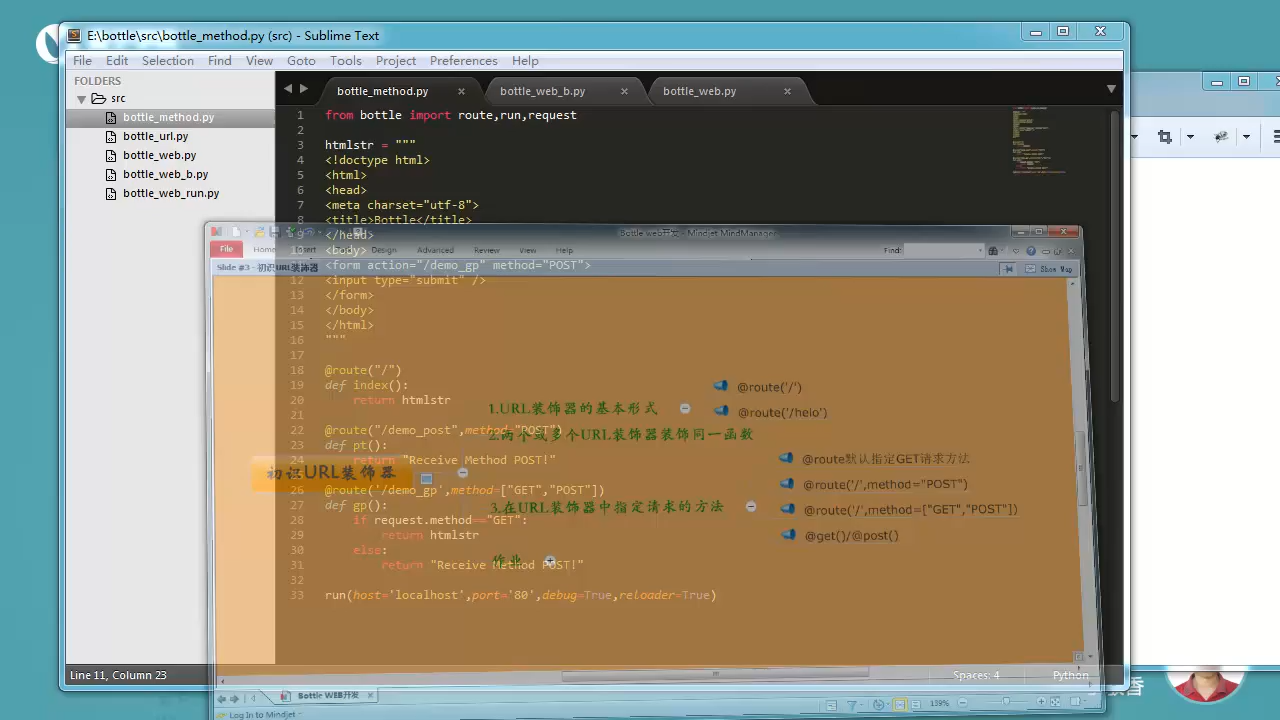 E:\bottle\src\bottle_method.py (src) - Sublime Text
File Edit Selection Find View Goto Tools Project Preferences Help
FOLDERS
src
bottle_method.py
bottle_url.py
bottle_web.py
bottle_web_b.py
bottle_web_run.py
bottle_method.py bottle_web_b.py bottle_web.py
1 from bottle import route,run,request
2
3 htmlstr = """
4 <!doctype html>
5 <html>
6 <head>
7 <meta charset="utf-8">
8 <title>Bottle</title>
</head>
10 <body>
<form action="/demo_gp" method="POST">
12 <input type="submit" />
13 </form>
14 </body>
15 </html>
16 """
17
18 @route("/")
19 def index():
20 return htmlstr
21
22 @route("/demo_post",method="POST")
23 def pt():
24 return "Receive Method POST!"
26 @route('/demo_gp',method=["GET","POST"])
27 def gp():
28 if request.method=="GET":
29 return htmlstr
30 else:
31 return "Receive Method POST!"
32
33 run(host='localhost',port='80',debug=True,reloader=True)
Line 11, Column 23
Spaces: 4
Python
Bottle web开发 - Mindjet MindManager
File Home Insert Design Advanced Review View Help
Find:
Slide #3 - 初识URL装饰器
Show Map
初识URL装饰器
1.URL装饰器的基本形式
@route('/')
@route('/helo')
2.两个或多个URL装饰器装饰同一函数
3.在URL装饰器中指定请求的方法
@route默认指定GET请求方法
@route('/',method="POST")
@route('/',method=["GET","POST"])
@get()/@post()
作业
Bottle WEB开发
Log In to Mindjet
139%
香